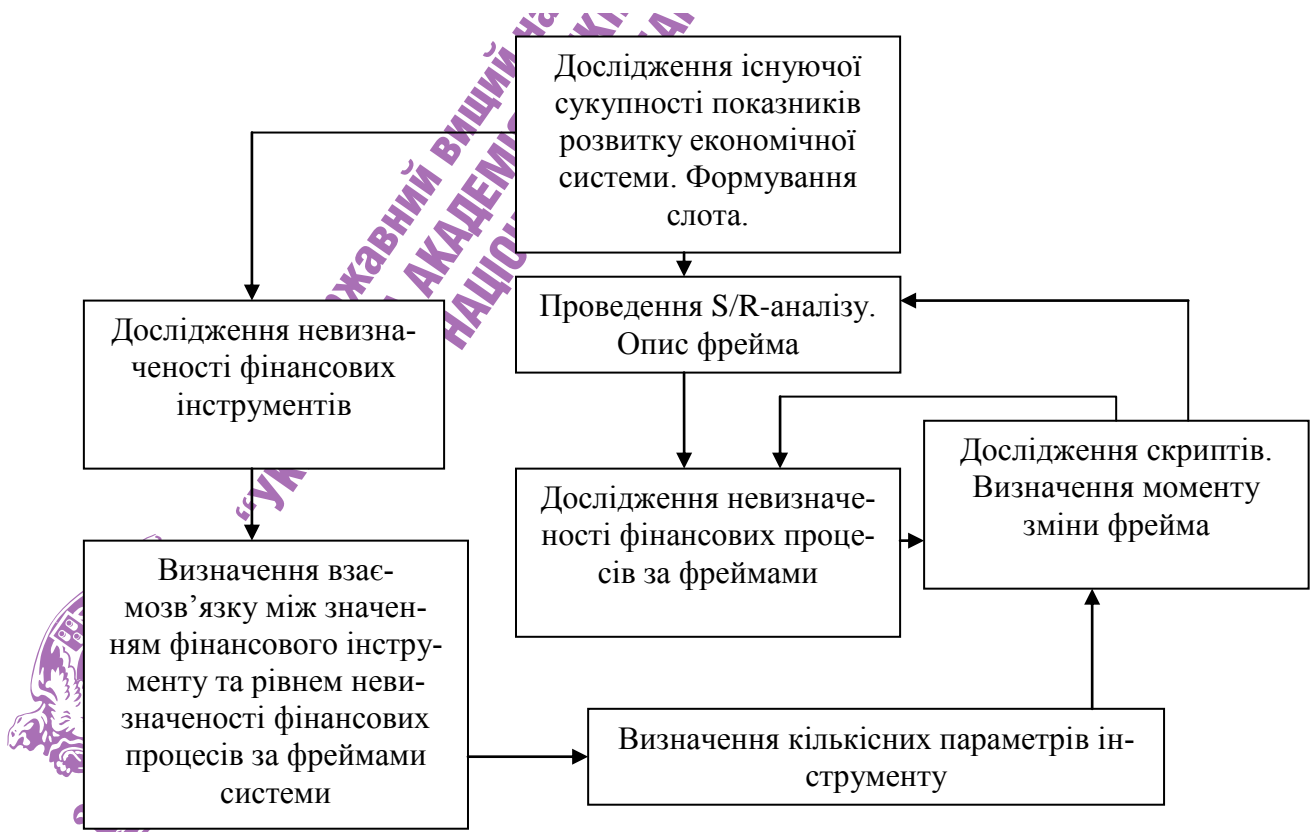 Дослідження існуючої
сукупності показників
розвитку економічної
системи. Формування
слота.
Проведення S/R-аналізу.
Опис фрейма
Дослідження невизна-
ченості фінансових
інструментів
Дослідження скриптів.
Визначення моменту
зміни фрейма
Дослідження невизначе-
ності фінансових проце-
сів за фреймами
Визначення взає-
мозв’язку між значен-
ням фінансового інстру-
менту та рівнем неви-
значеності фінансових
процесів за фреймами
системи
Визначення кількісних параметрів ін-
струменту